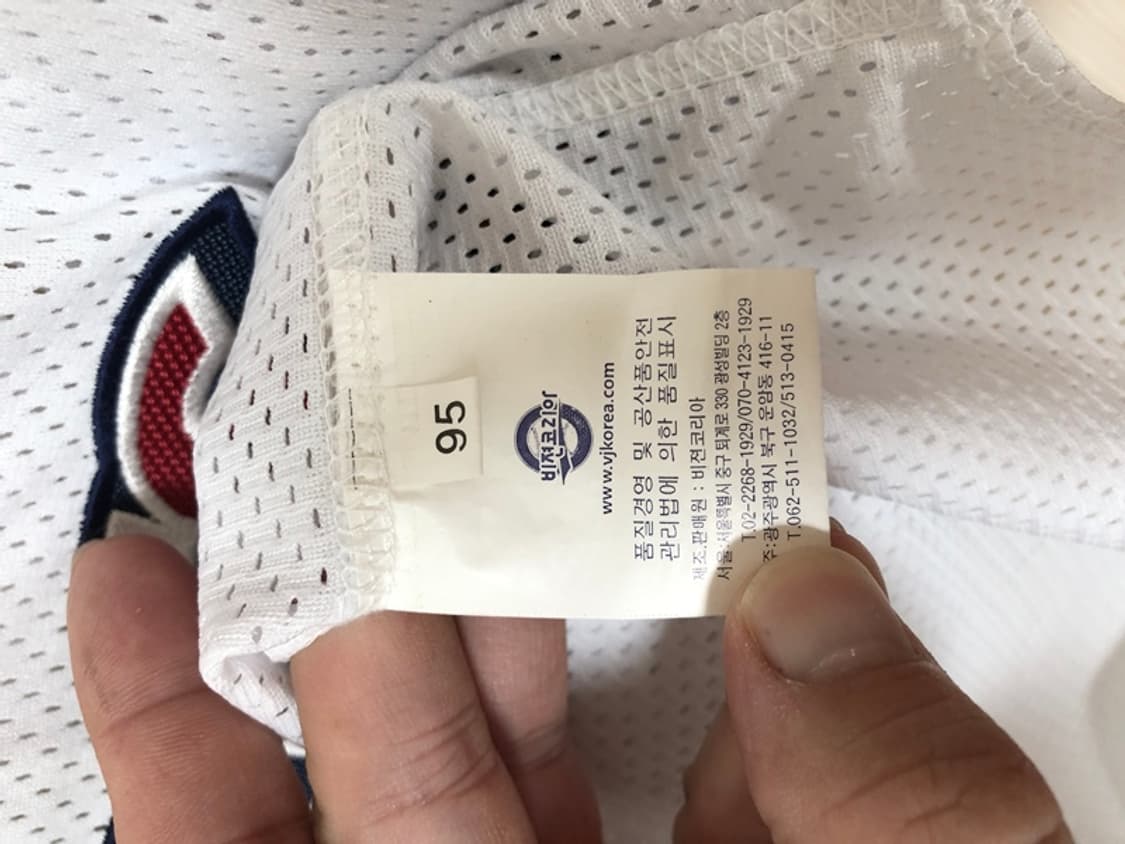 95
비젼코리아
www.vjkorea.com
품질경영 및 공산품안전
관리법에 의한 품질표시
제조.판매원 : 비젼코리아
서울:서울특별시 중구 퇴계로 330 광성빌딩 2층
T.02-2268-1929/070-4123-1929
주:광주광역시 북구 운암동 416-11
T.062-511-1032/513-0415